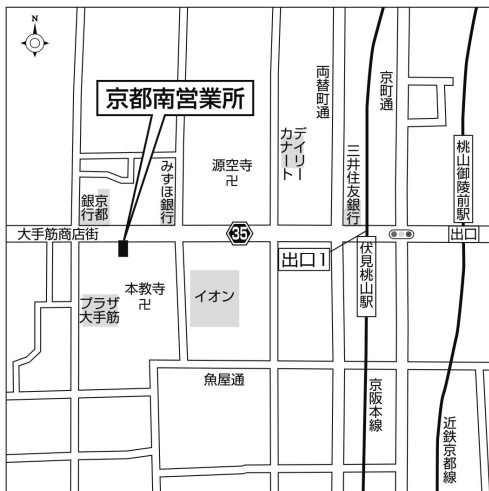 N
京都南営業所
両替町通
京町通
デイリー
カナート
桃山御陵前駅
三井住友銀行
源空寺
卍
みずほ銀行
京都
銀行
大手筋商店街
35
出口
出口1
伏見桃山駅
本教寺
卍
イオン
プラザ
大手筋
魚屋通
京阪本線
近鉄京都線